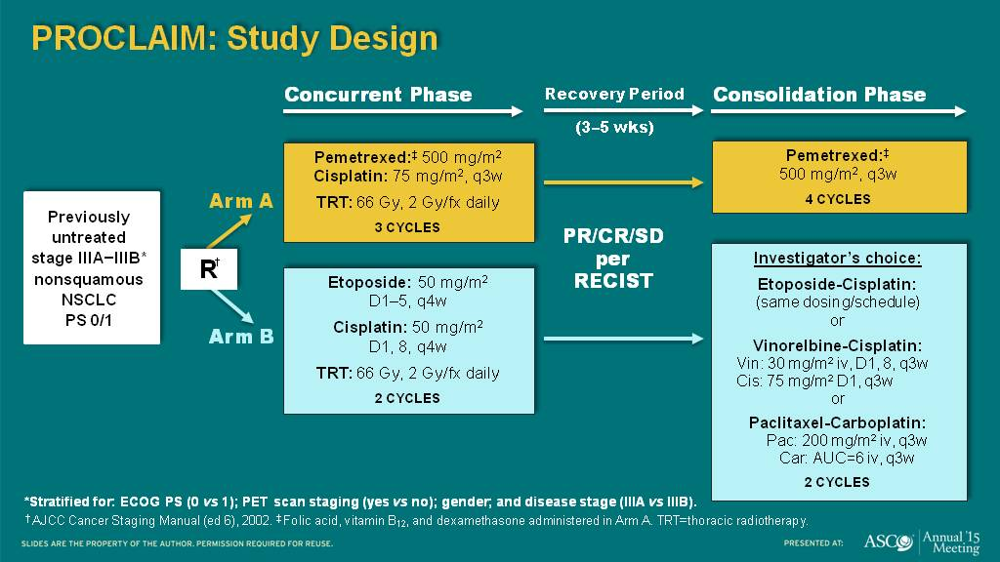 PROCLAIM: Study Design
Concurrent Phase
Recovery Period
(3–5 wks)
Consolidation Phase
Previously
untreated
stage IIIA–IIIB*
nonsquamous
NSCLC
PS 0/1
R†
Arm A
Arm B
Pemetrexed:‡ 500 mg/m²
Cisplatin: 75 mg/m², q3w
TRT: 66 Gy, 2 Gy/fx daily
3 CYCLES
Etoposide: 50 mg/m²
D1–5, q4w
Cisplatin: 50 mg/m²
D1, 8, q4w
TRT: 66 Gy, 2 Gy/fx daily
2 CYCLES
PR/CR/SD
per
RECIST
Pemetrexed:‡
500 mg/m², q3w
4 CYCLES
Investigator's choice:
Etoposide-Cisplatin:
(same dosing/schedule)
or
Vinorelbine-Cisplatin:
Vin: 30 mg/m² iv, D1, 8, q3w
Cis: 75 mg/m² D1, q3w
or
Paclitaxel-Carboplatin:
Pac: 200 mg/m² iv, q3w
Car: AUC=6 iv, q3w
2 CYCLES
*Stratified for: ECOG PS (0 vs 1); PET scan staging (yes vs no); gender; and disease stage (IIIA vs IIIB).
†AJCC Cancer Staging Manual (ed 6), 2002. ‡Folic acid, vitamin B₁₂, and dexamethasone administered in Arm A. TRT=thoracic radiotherapy.
SLIDES ARE THE PROPERTY OF THE AUTHOR. PERMISSION REQUIRED FOR REUSE.
PRESENTED AT:
ASCO
Annual '15
Meeting